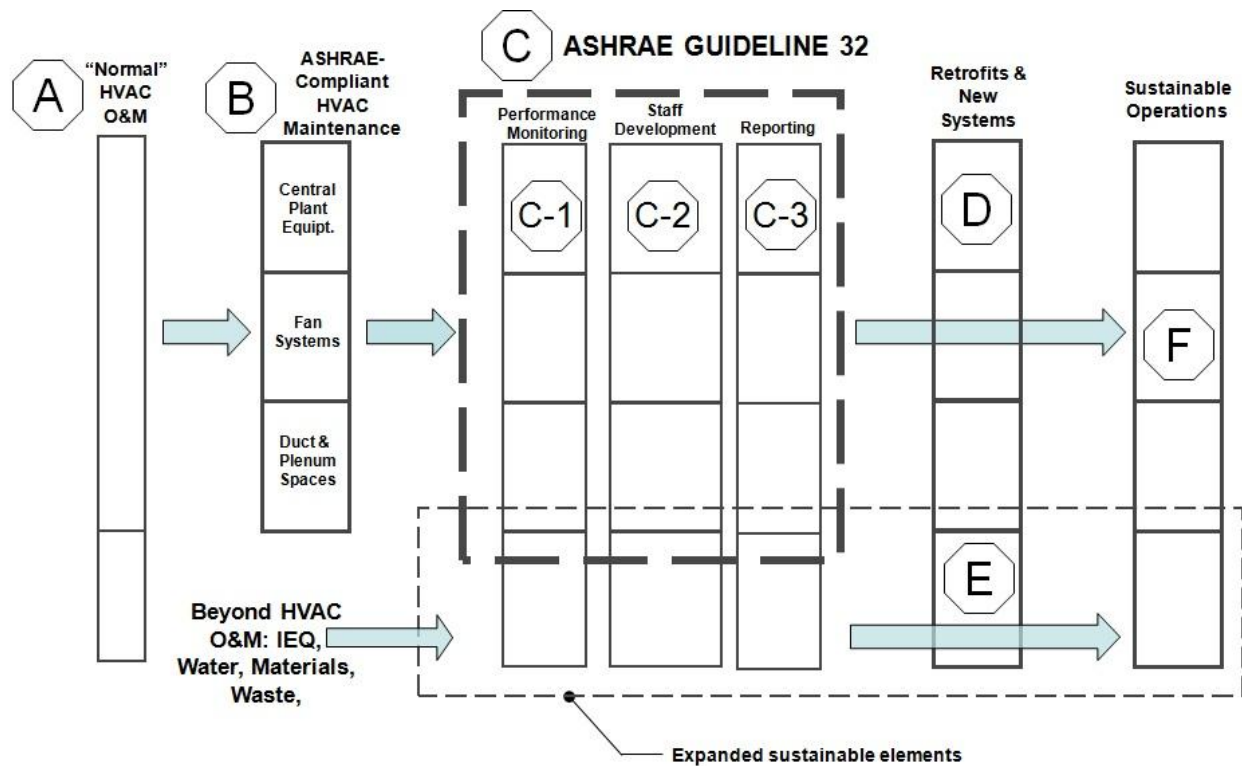 C ASHRAE GUIDELINE 32
A
“Normal”
HVAC
O&M
B
ASHRAE-
Compliant
HVAC
Maintenance
Performance
Monitoring
Staff
Development
Reporting
Retrofits &
New
Systems
Sustainable
Operations
Central
Plant
Equipt.
Fan
Systems
Duct &
Plenum
Spaces
C-1
C-2
C-3
D
F
E
Beyond HVAC
O&M: IEQ,
Water, Materials,
Waste,
Expanded sustainable elements